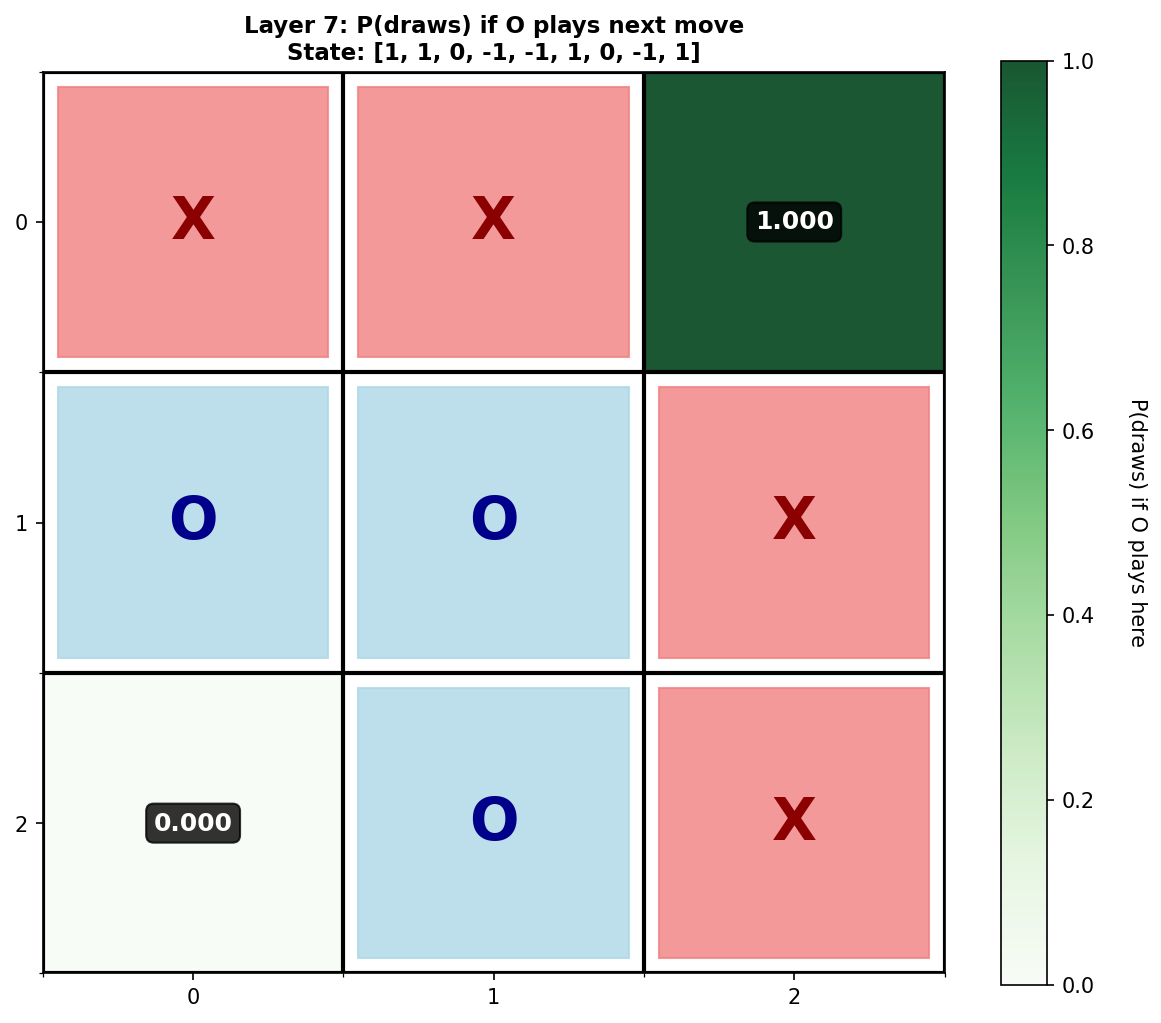 Layer 7: P(draws) if O plays next move
State: [1, 1, 0, -1, -1, 1, 0, -1, 1]
0
X
X
1.000
1
O
O
X
2
0.000
O
X
0
1
2
1.0
0.8
0.6
0.4
0.2
0.0
P(draws) if O plays here